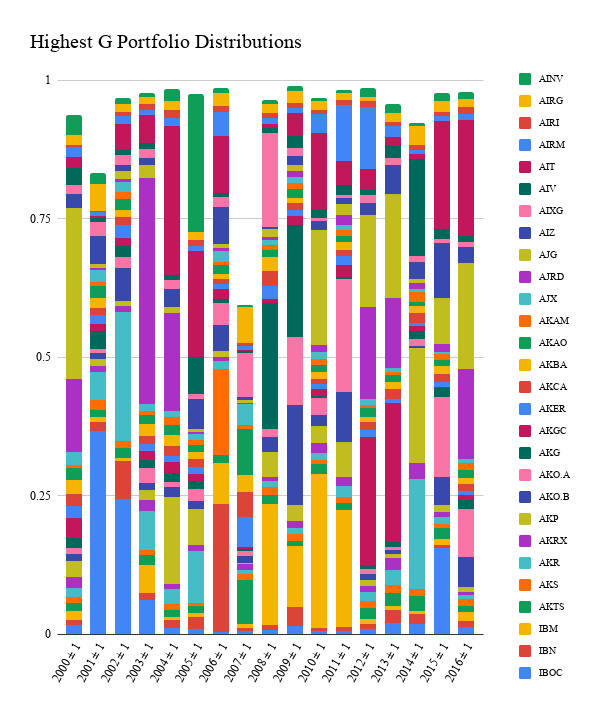 Highest G Portfolio Distributions
1
0.75
0.5
0.25
0
2000± 1
2001± 1
2002± 1
2003± 1
2004± 1
2005± 1
2006± 1
2007± 1
2008± 1
2009± 1
2010± 1
2011± 1
2012± 1
2013± 1
2014± 1
2015± 1
2016± 1
AINV
AIRG
AIRI
AIRM
AIT
AIV
AIXG
AIZ
AJG
AJRD
AJX
AKAM
AKAO
AKBA
AKCA
AKER
AKGC
AKG
AKO.A
AKO.B
AKP
AKRX
AKR
AKS
AKTS
IBM
IBN
IBOC